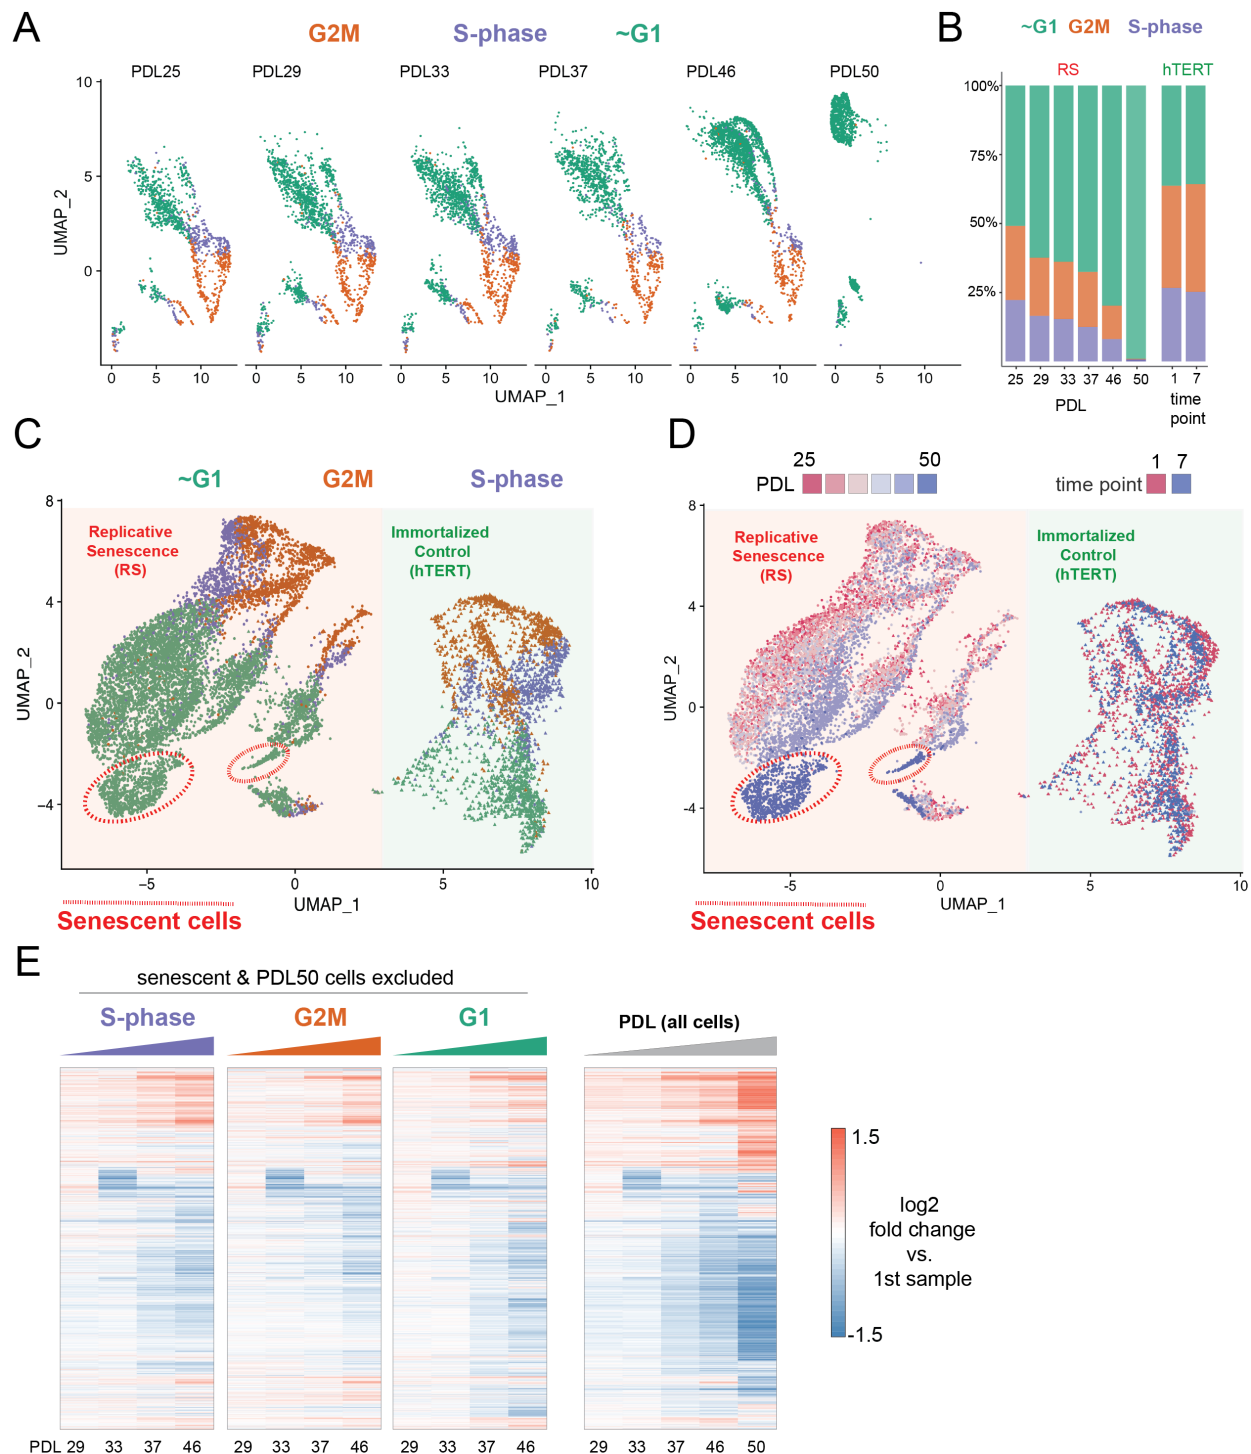 A
G2M S-phase ~G1
PDL25 PDL29 PDL33 PDL37 PDL46 PDL50
10
5
0
UMAP_2
0 5 10 0 5 10 0 5 10 0 5 10 0 5 10 0 5 10
UMAP_1
B
~G1 G2M S-phase
RS hTERT
100%
75%
50%
25%
25 29 33 37 46 50 1 7
PDL
time
point
C
~G1 G2M S-phase
8
4
0
−4
UMAP_2
Replicative
Senescence
(RS)
Immortalized
Control
(hTERT)
−5 0 5 10
UMAP_1
Senescent cells
D
25 50
PDL
1 7
time point
8
4
0
-4
UMAP_2
Replicative
Senescence
(RS)
Immortalized
Control
(hTERT)
-5 0 5 10
UMAP_1
Senescent cells
E
senescent & PDL50 cells excluded
S-phase G2M G1
PDL (all cells)
1.5
log2
fold change
vs.
1st sample
-1.5
PDL 29 33 37 46 29 33 37 46 29 33 37 46 29 33 37 46 50